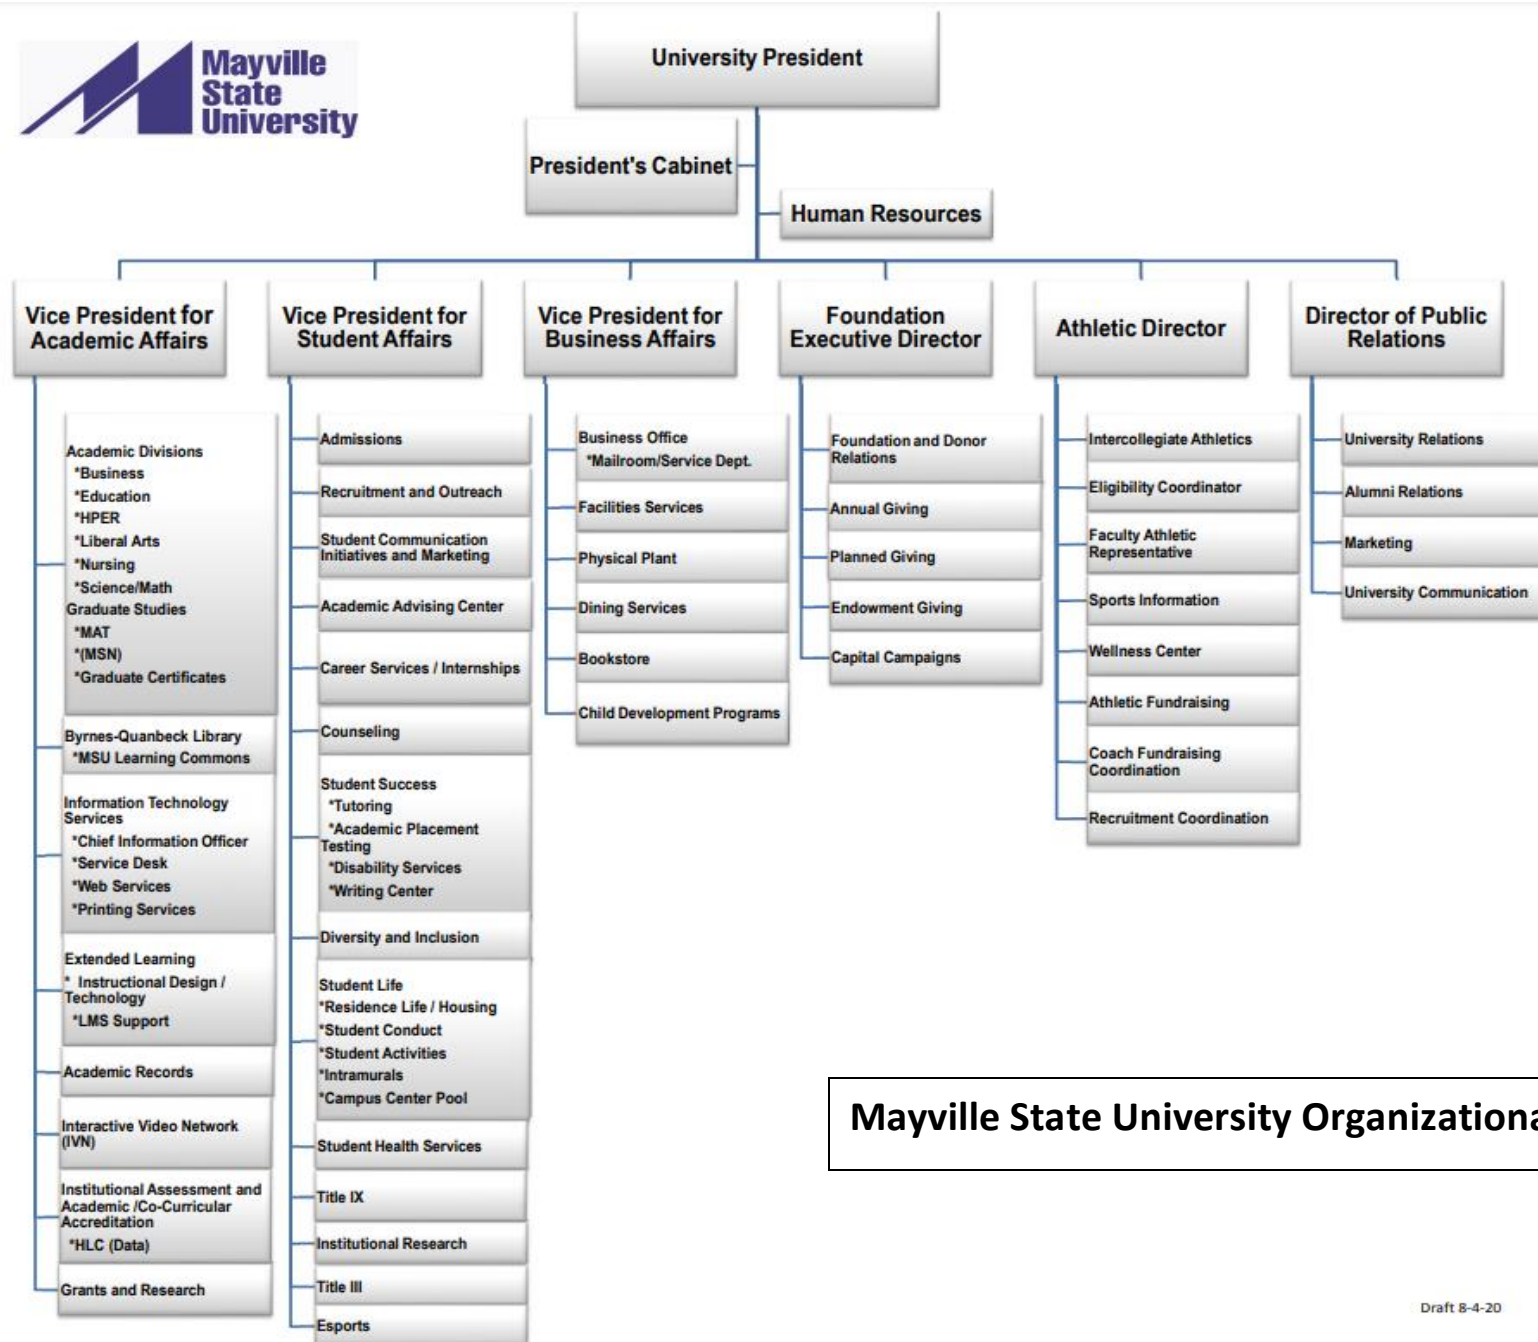 Mayville
State
University
University President
President's Cabinet
Human Resources
Vice President for
Academic Affairs
Academic Divisions
*Business
*Education
*HPER
*Liberal Arts
*Nursing
*Science/Math
Graduate Studies
*MAT
*(MSN)
*Graduate Certificates
Byrnes-Quanbeck Library
*MSU Learning Commons
Information Technology
Services
*Chief Information Officer
*Service Desk
*Web Services
*Printing Services
Extended Learning
* Instructional Design /
Technology
*LMS Support
Academic Records
Interactive Video Network
(IVN)
Institutional Assessment and
Academic /Co-Curricular
Accreditation
*HLC (Data)
Grants and Research
Vice President for
Student Affairs
Admissions
Recruitment and Outreach
Student Communication
Initiatives and Marketing
Academic Advising Center
Career Services / Internships
Counseling
Student Success
*Tutoring
*Academic Placement
Testing
*Disability Services
*Writing Center
Diversity and Inclusion
Student Life
*Residence Life / Housing
*Student Conduct
*Student Activities
*Intramurals
*Campus Center Pool
Student Health Services
Title IX
Institutional Research
Title III
Esports
Vice President for
Business Affairs
Business Office
*Mailroom/Service Dept.
Facilities Services
Physical Plant
Dining Services
Bookstore
Child Development Programs
Foundation
Executive Director
Foundation and Donor
Relations
Annual Giving
Planned Giving
Endowment Giving
Capital Campaigns
Athletic Director
Intercollegiate Athletics
Eligibility Coordinator
Faculty Athletic
Representative
Sports Information
Wellness Center
Athletic Fundraising
Coach Fundraising
Coordination
Recruitment Coordination
Director of Public
Relations
University Relations
Alumni Relations
Marketing
University Communication
Mayville State University Organizationa
Draft 8-4-20